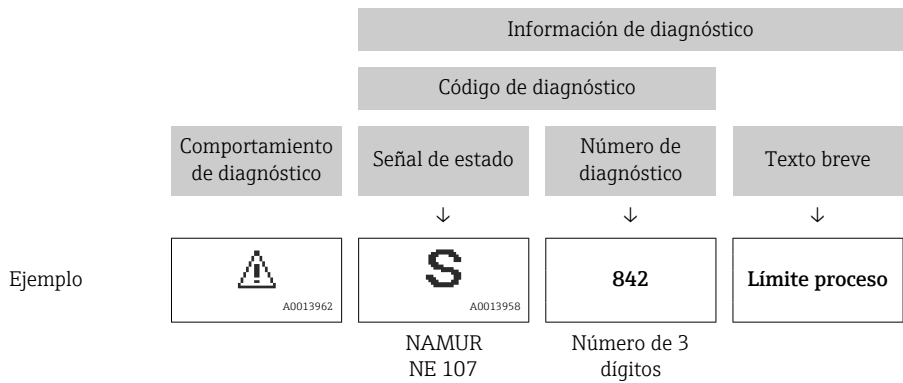 Información de diagnóstico
Código de diagnóstico
Comportamiento
de diagnóstico
Señal de estado
Número de
diagnóstico
Texto breve
↓
↓
↓
Ejemplo
A0013962
S
A0013958
842
Límite proceso
NAMUR
NE 107
Número de 3
dígitos